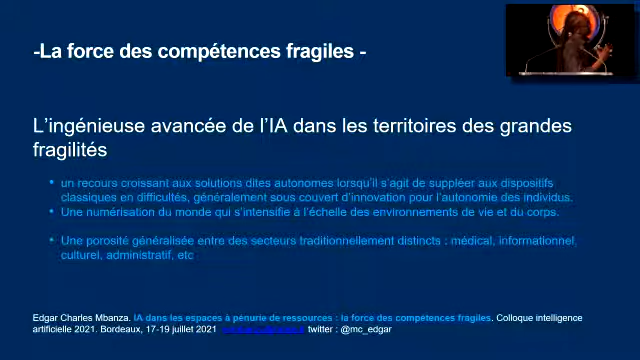 -La force des compétences fragiles -
L'ingénieuse avancée de l'IA dans les territoires des grandes
fragilités
• un recours croissant aux solutions dites autonomes lorsqu'il s'agit de suppléer aux dispositifs
classiques en difficultés, généralement sous couvert d'innovation pour l'autonomie des individus.
• Une numérisation du monde qui s'intensifie à l'échelle des environnements de vie et du corps.
• Une porosité généralisée entre des secteurs traditionnellement distincts : médical, informationnel,
culturel, administratif, etc
Edgar Charles Mbanza. IA dans les espaces à pénurie de ressources : la force des compétences fragiles. Colloque intelligence
artificielle 2021. Bordeaux, 17-19 juillet 2021 twitter : @mc_edgar